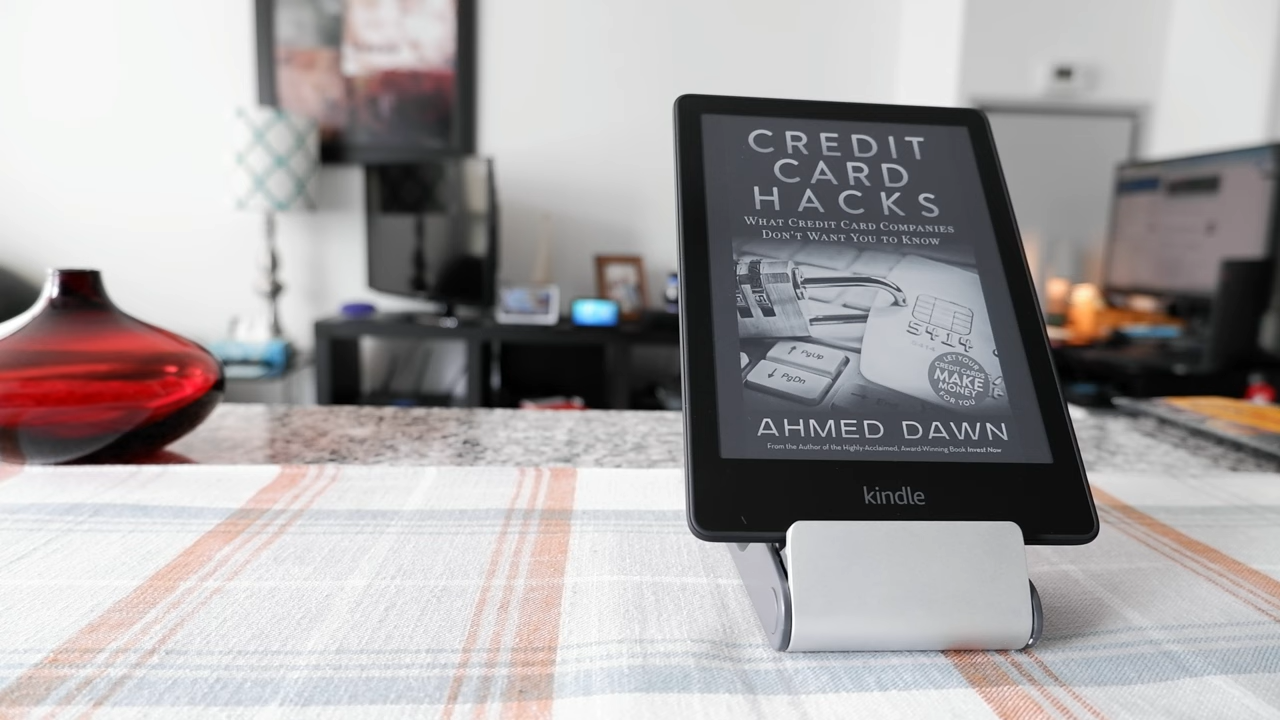 CREDIT
CARD
HACKS
WHAT CREDIT CARD COMPANIES
DON'T WANT YOU TO KNOW
5414
↑ PgUp
↓ PgDn
LET YOUR
CREDIT CARDS
MAKE
MONEY
FOR YOU
AHMED DAWN
From the Author of the Highly-Acclaimed, Award-Winning Book Invest Now
kindle